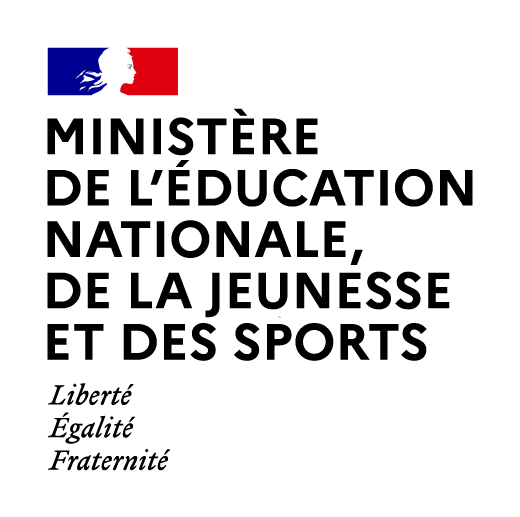 MINISTÈRE
DE L’ÉDUCATION
NATIONALE,
DE LA JEUNESSE
ET DES SPORTS
Liberté
Égalité
Fraternité